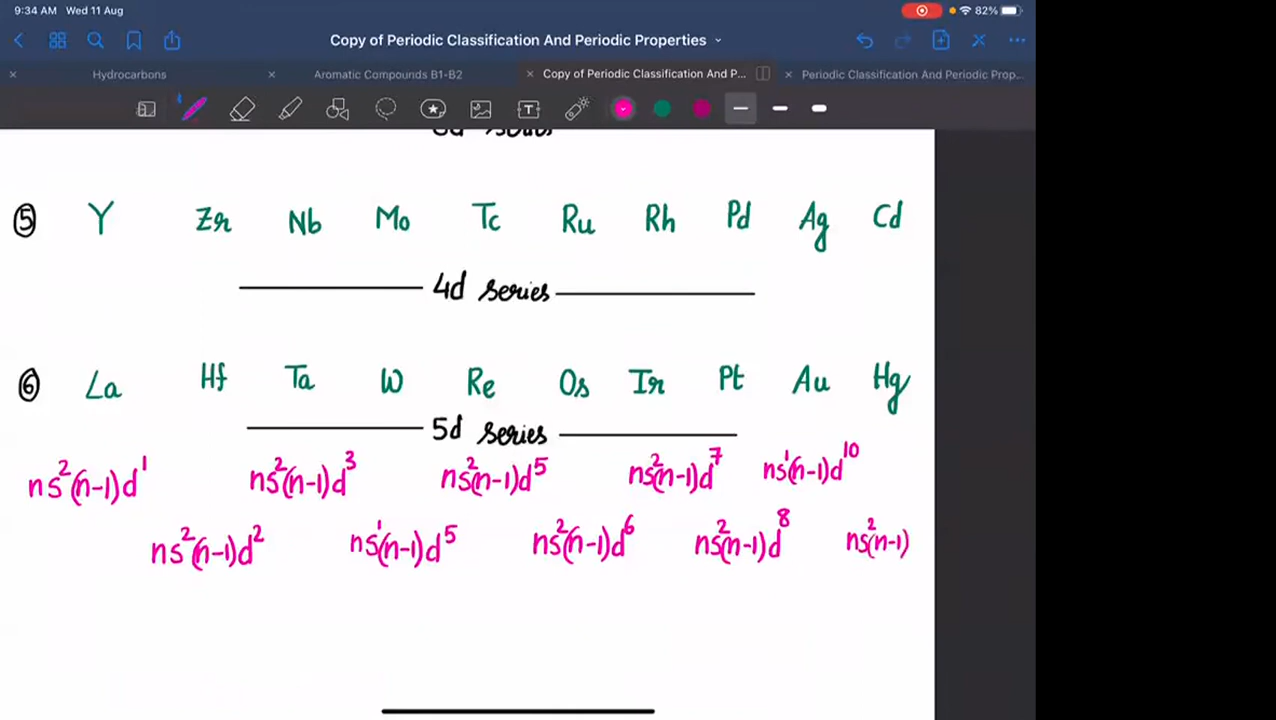 9:34 AM Wed 11 Aug 82%
Copy of Periodic Classification And Periodic Properties
Hydrocarbons Aromatic Compounds B1-B2 Copy of Periodic Classification And P... Periodic Classification And Periodic Prop...
T
⑤ Y Zr Nb Mo Tc Ru Rh Pd Ag Cd
4d series
⑥ La Hf Ta W Re Os Ir Pt Au Hg
5d series
ns²(n-1)d¹ ns²(n-1)d³ ns²(n-1)d⁵ ns²(n-1)d⁷ ns¹(n-1)d¹⁰
ns²(n-1)d² ns¹(n-1)d⁵ ns²(n-1)d⁶ ns²(n-1)d⁸ ns²(n-1)